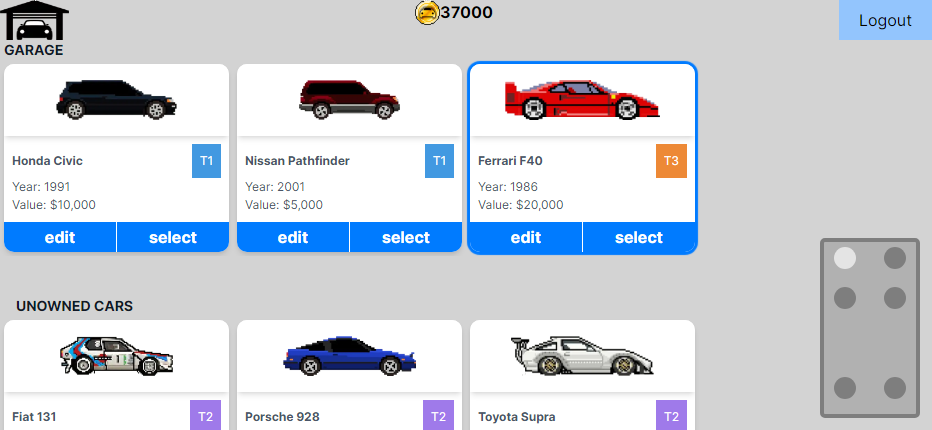 37000
Logout
GARAGE
Honda Civic T1
Year: 1991
Value: $10,000
edit select
Nissan Pathfinder T1
Year: 2001
Value: $5,000
edit select
Ferrari F40 T3
Year: 1986
Value: $20,000
edit select
UNOWNED CARS
Fiat 131 T2
Porsche 928 T2
Toyota Supra T2